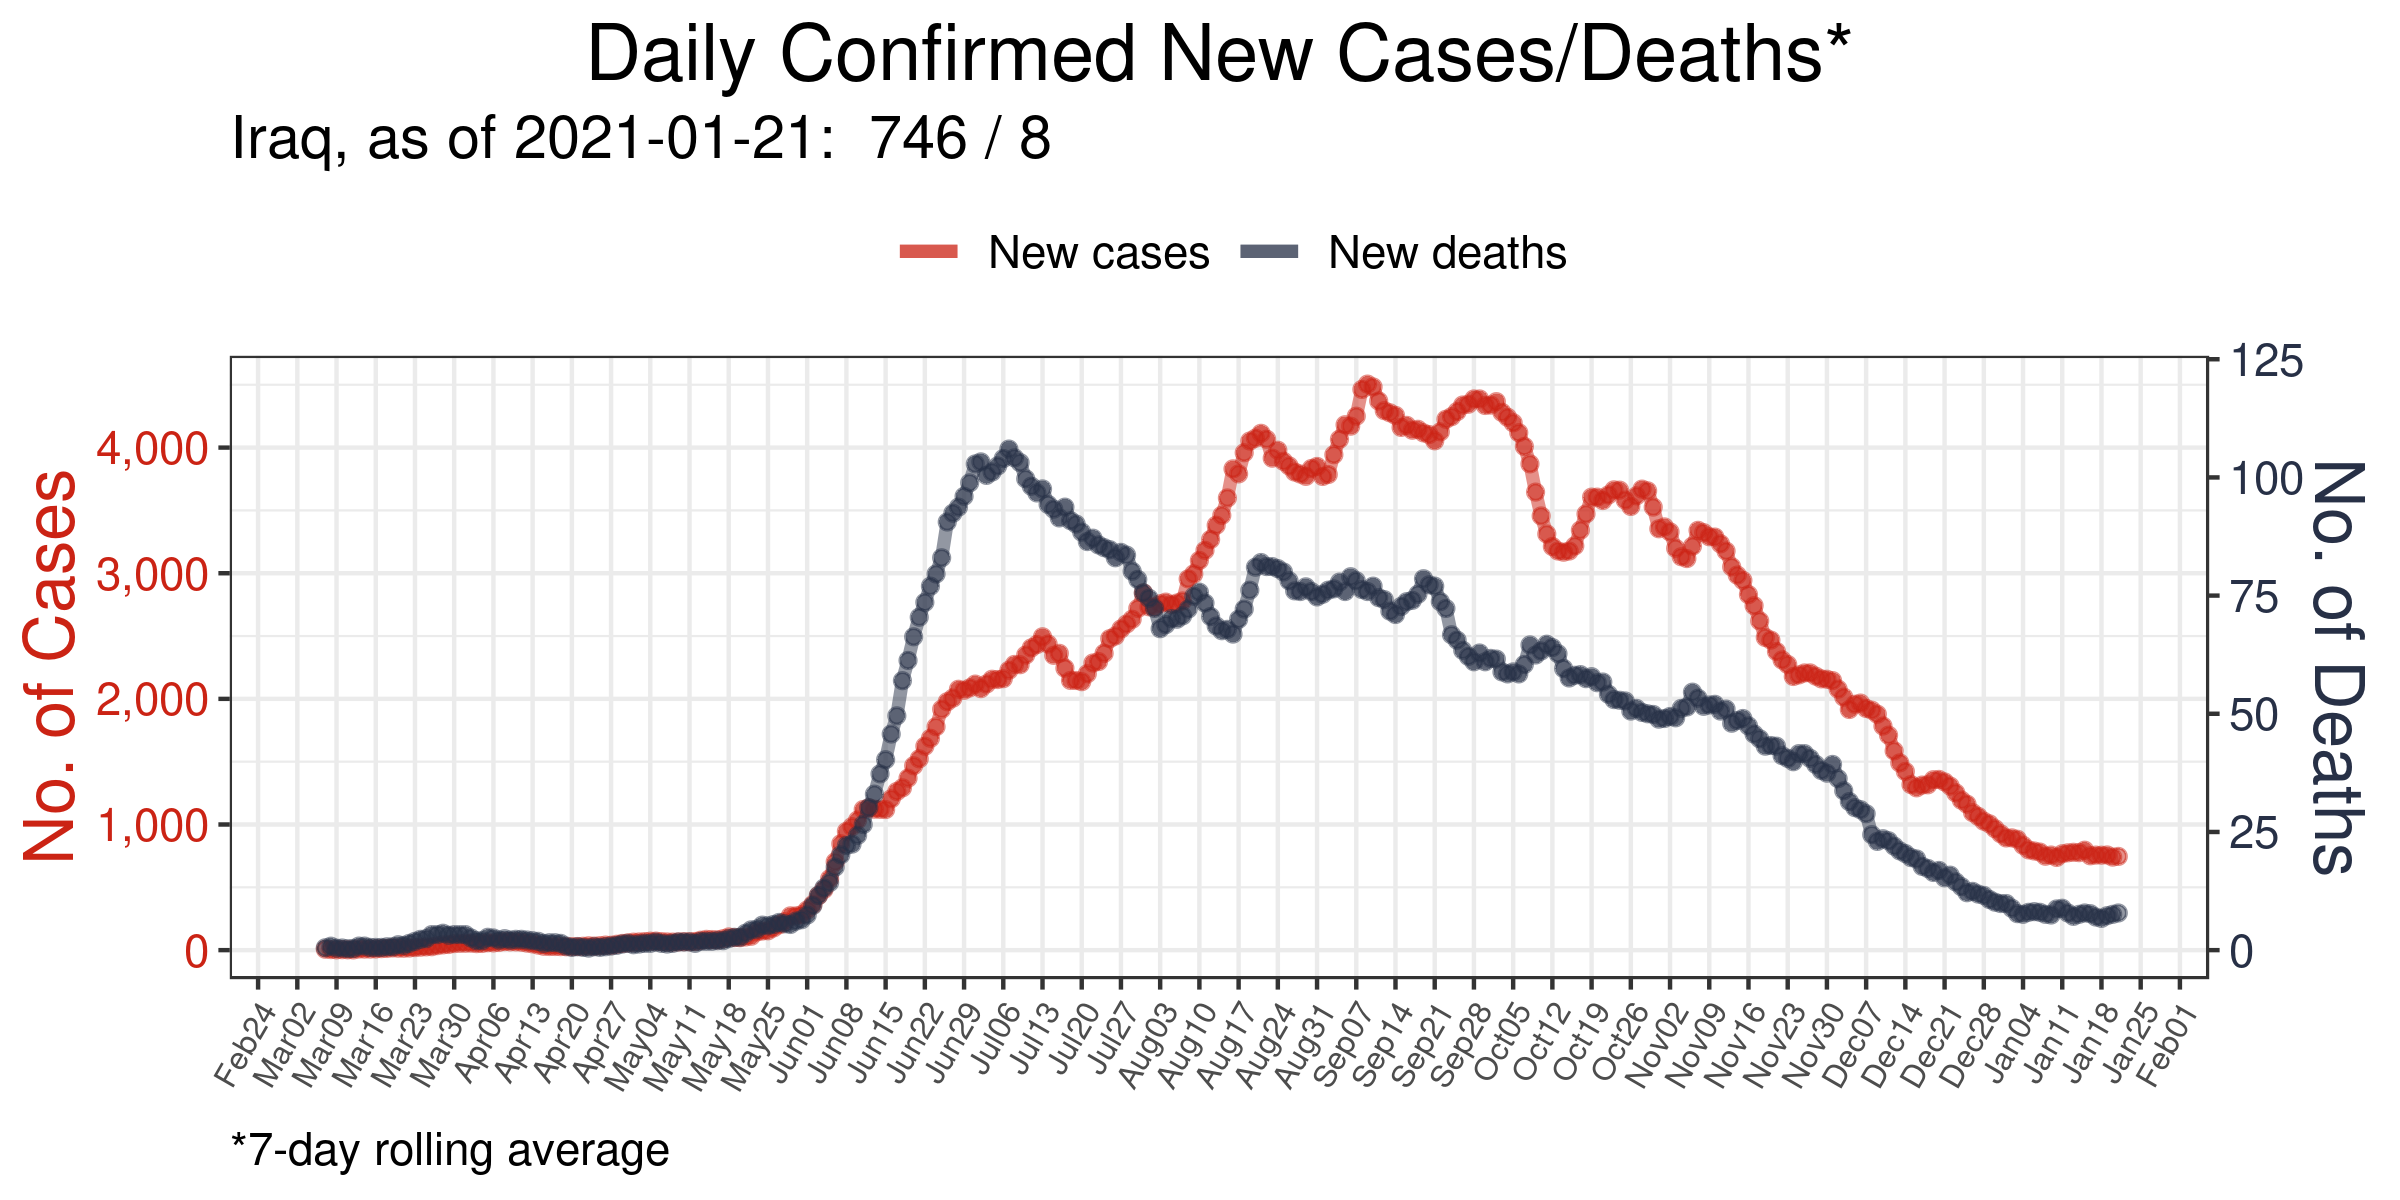 Daily Confirmed New Cases/Deaths*
Iraq, as of 2021-01-21:  746 / 8
New cases New deaths
No. of Cases
4,000
3,000
2,000
1,000
0
125
100
75
50
25
0
No. of Deaths
Feb24 Mar02 Mar09 Mar16 Mar23 Mar30 Apr06 Apr13 Apr20 Apr27 May04 May11 May18 May25 Jun01 Jun08 Jun15 Jun22 Jun29 Jul06 Jul13 Jul20 Jul27 Aug03 Aug10 Aug17 Aug24 Aug31 Sep07 Sep14 Sep21 Sep28 Oct05 Oct12 Oct19 Oct26 Nov02 Nov09 Nov16 Nov23 Nov30 Dec07 Dec14 Dec21 Dec28 Jan04 Jan11 Jan18 Jan25 Feb01
*7-day rolling average